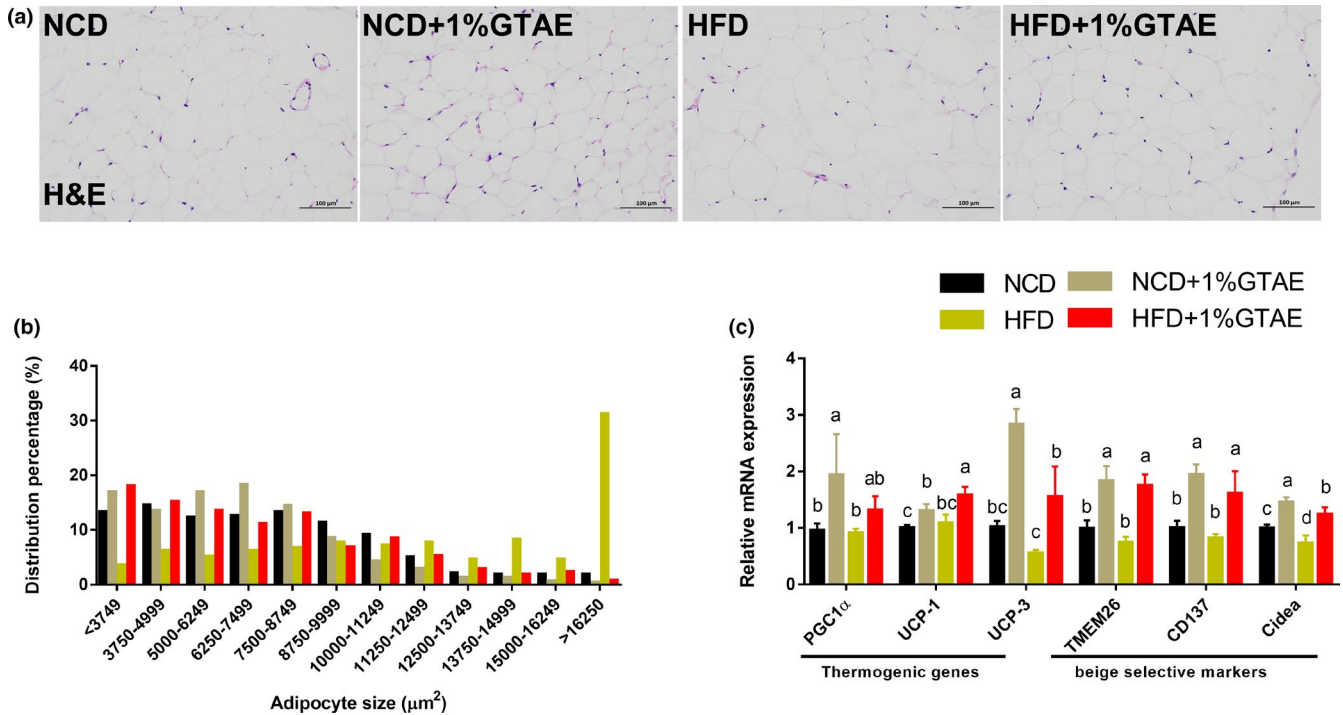 (a)
NCD
NCD+1%GTAE
HFD
HFD+1%GTAE
H&E
100 µm
100 µm
100 µm
100 µm
NCD
NCD+1%GTAE
HFD
HFD+1%GTAE
(b)
Distribution percentage (%)
40
30
20
10
0
<3749
3750-4999
5000-6249
6250-7499
7500-8749
8750-9999
10000-11249
11250-12499
12500-13749
13750-14999
15000-16249
>16250
Adipocyte size (µm²)
(c)
Relative mRNA expression
4
3
2
1
0
b a b ab
c b bc a
bc a c b
b a b a
b a b a
c a d b
PGC1α
UCP-1
UCP-3
TMEM26
CD137
Cidea
Thermogenic genes
beige selective markers